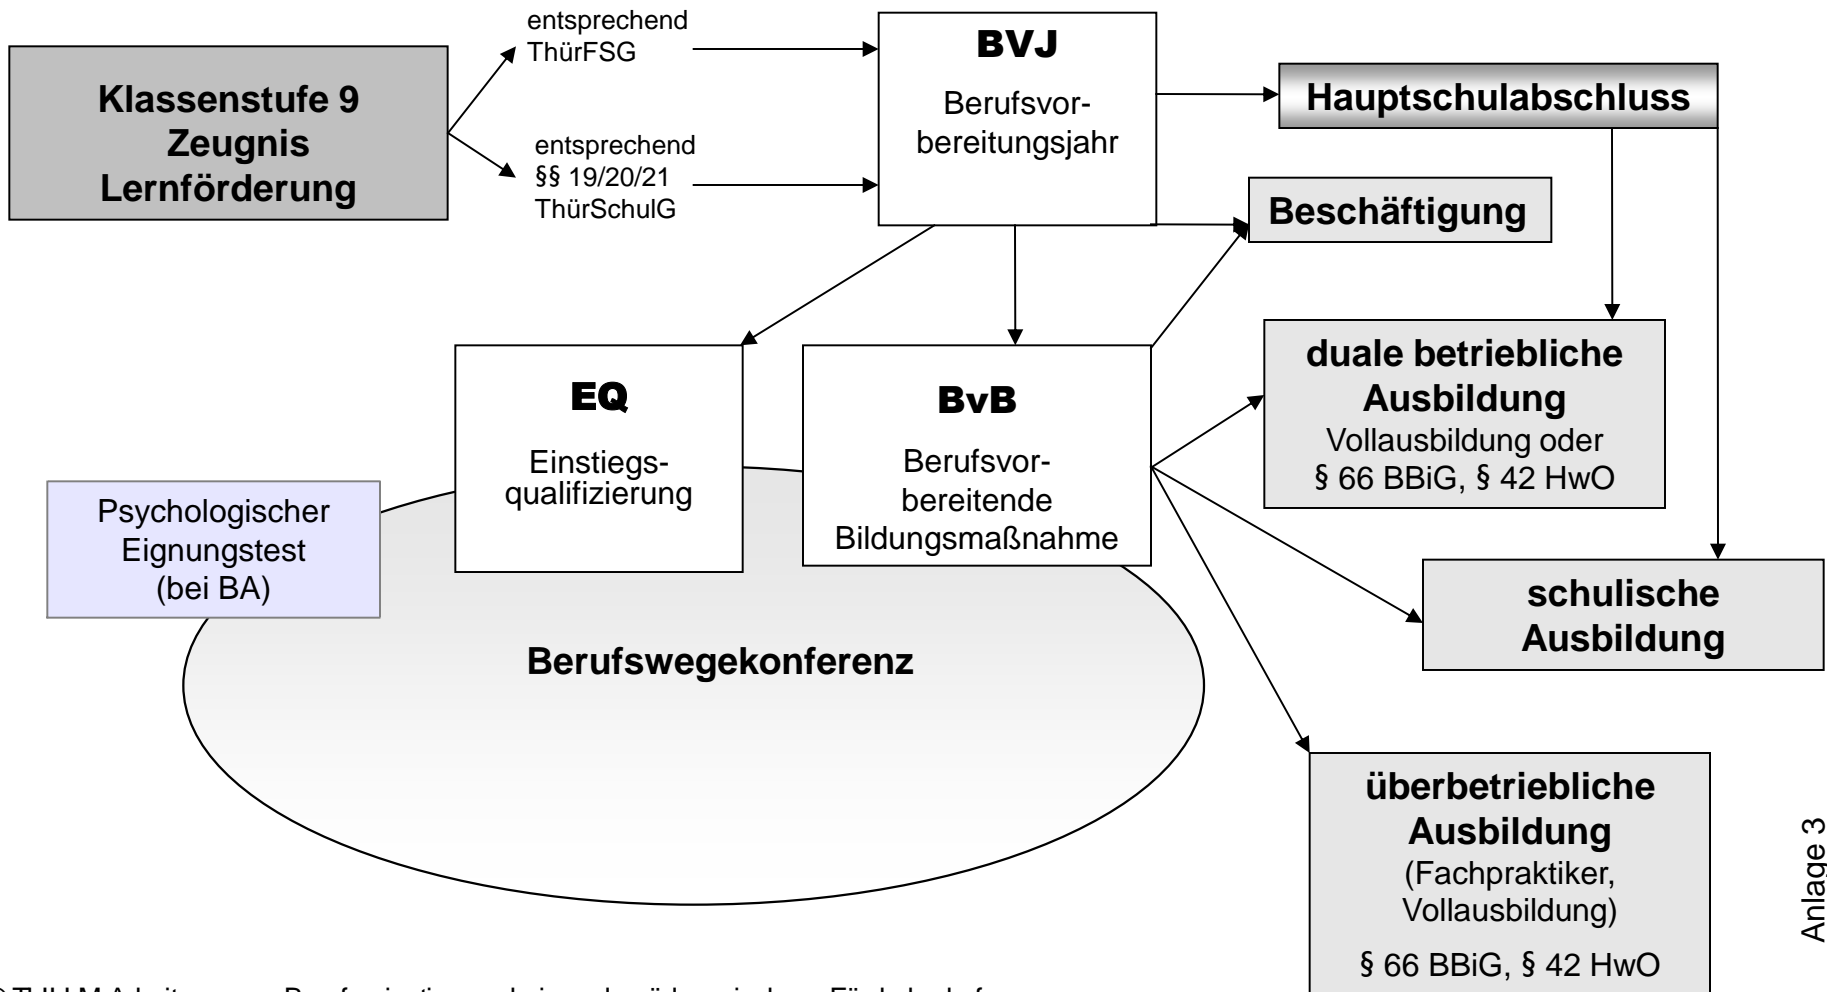 Klassenstufe 9
Zeugnis
Lernförderung
entsprechend
ThürFSG
entsprechend
§§ 19/20/21
ThürSchulG
BVJ
Berufsvor-
bereitungsjahr
Hauptschulabschluss
Beschäftigung
EQ
Einstiegs-
qualifizierung
BvB
Berufsvor-
bereitende
Bildungsmaßnahme
duale betriebliche
Ausbildung
Vollausbildung oder
§ 66 BBiG, § 42 HwO
Psychologischer
Eignungstest
(bei BA)
Berufswegekonferenz
schulische
Ausbildung
überbetriebliche
Ausbildung
(Fachpraktiker,
Vollausbildung)
§ 66 BBiG, § 42 HwO
Anlage 3